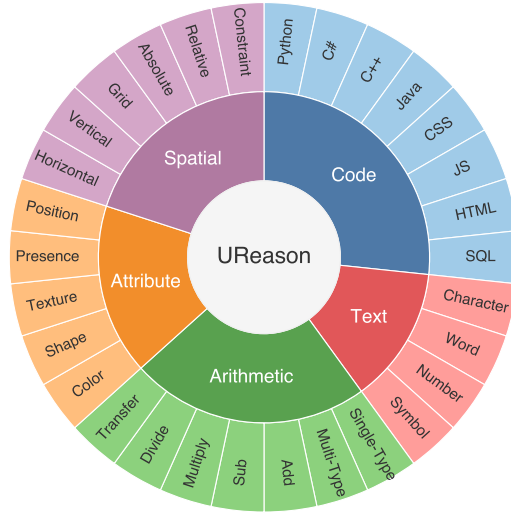 UReason
Code
Python
C#
C++
Java
CSS
JS
HTML
SQL
Text
Character
Word
Number
Symbol
Arithmetic
Single-Type
Multi-Type
Add
Sub
Multiply
Divide
Transfer
Attribute
Color
Shape
Texture
Presence
Position
Spatial
Horizontal
Vertical
Grid
Absolute
Relative
Constraint